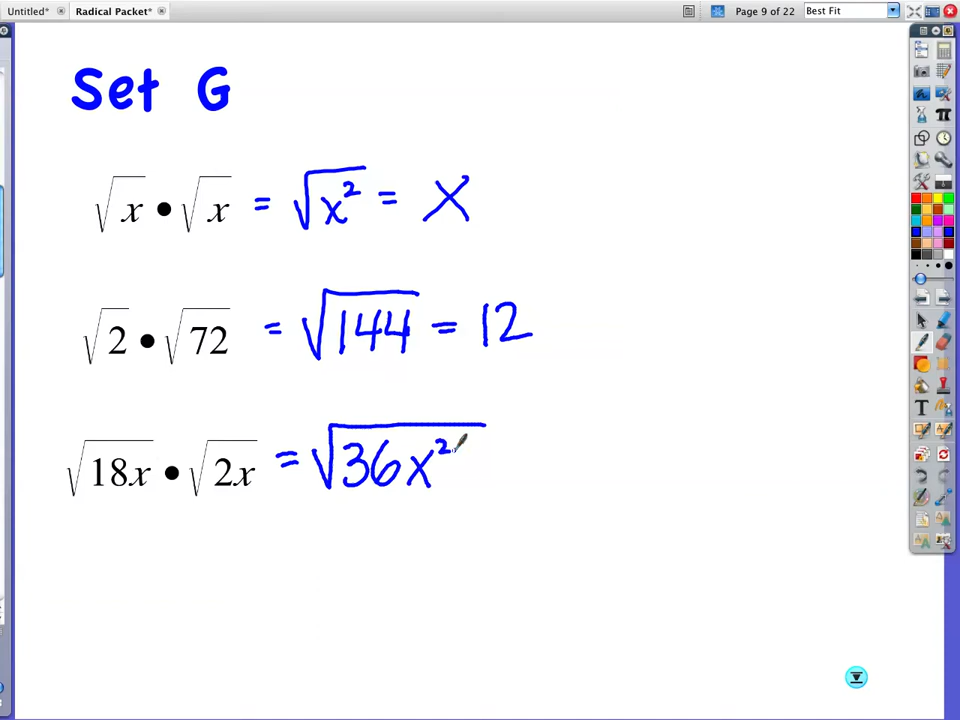 Untitled* Radical Packet* Page 9 of 22 Best Fit
Set G
√x • √x = √x² = X
√2 • √72 = √144 = 12
√18x • √2x = √36x²